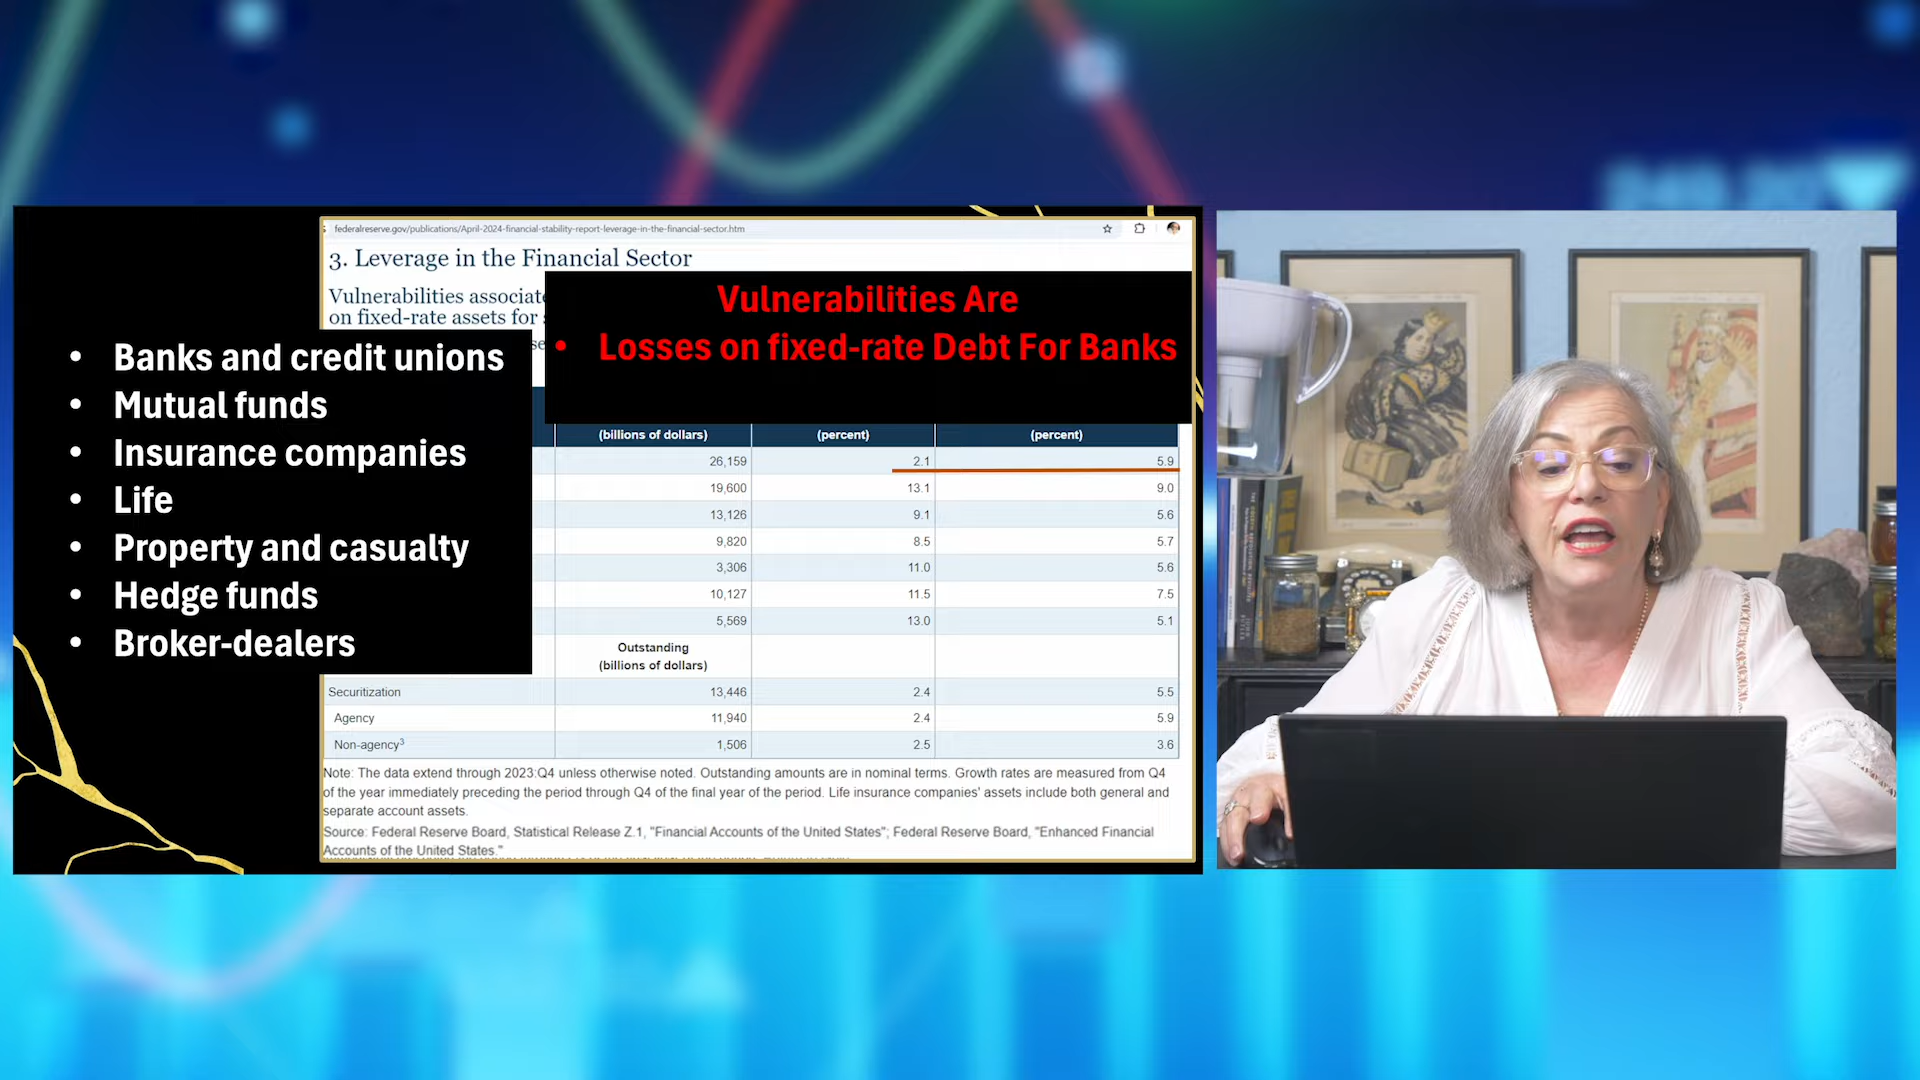 federalreserve.gov/publications/April-2024-financial-stability-report-leverage-in-the-financial-sector.htm
3. Leverage in the Financial Sector
Vulnerabilities associate
on fixed-rate assets for
Vulnerabilities Are
• Losses on fixed-rate Debt For Banks
• Banks and credit unions
• Mutual funds
• Insurance companies
• Life
• Property and casualty
• Hedge funds
• Broker-dealers
(billions of dollars) (percent) (percent)
26,159 2.1 5.9
19,600 13.1 9.0
13,126 9.1 5.6
9,820 8.5 5.7
3,306 11.0 5.6
10,127 11.5 7.5
5,569 13.0 5.1
Outstanding
(billions of dollars)
Securitization 13,446 2.4 5.5
Agency 11,940 2.4 5.9
Non-agency3 1,506 2.5 3.6
Note: The data extend through 2023:Q4 unless otherwise noted. Outstanding amounts are in nominal terms. Growth rates are measured from Q4
of the year immediately preceding the period through Q4 of the final year of the period. Life insurance companies' assets include both general and
separate account assets.
Source: Federal Reserve Board, Statistical Release Z.1, "Financial Accounts of the United States"; Federal Reserve Board, "Enhanced Financial
Accounts of the United States."